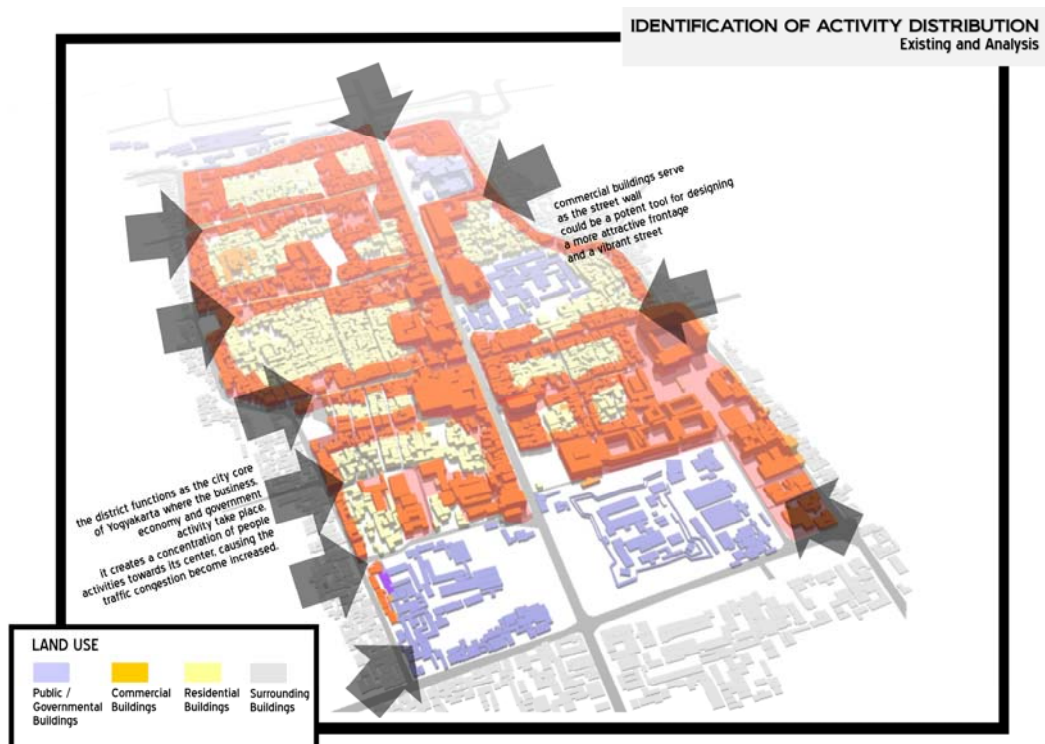 IDENTIFICATION OF ACTIVITY DISTRIBUTION
Existing and Analysis
commercial buildings serve
as the street wall
could be a potent tool for designing
a more attractive frontage
and a vibrant street
the district functions as the city core
of Yogyakarta where the business,
economy and government
activity take place.
it creates a concentration of people
activities towards its center, causing the
traffic congestion become increased.
LAND USE
Public /
Governmental
Buildings
Commercial
Buildings
Residential
Buildings
Surrounding
Buildings